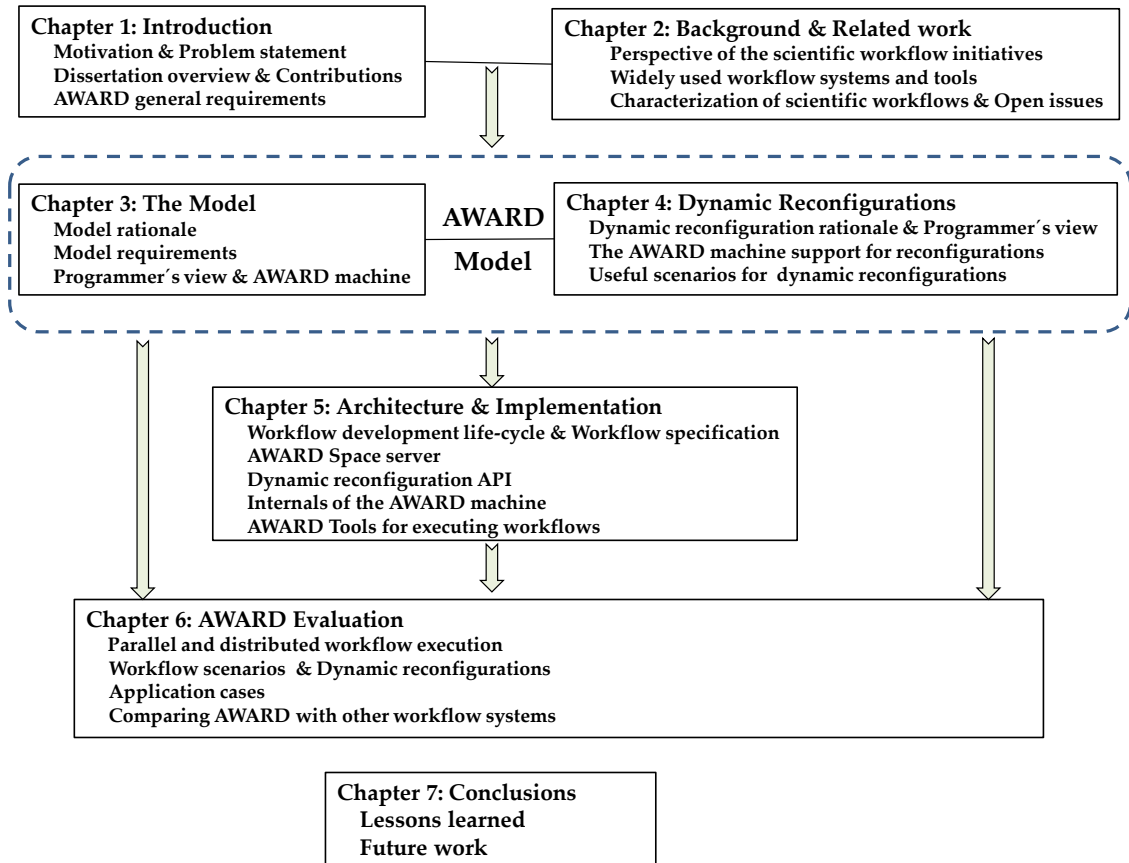 Chapter 1: Introduction
Motivation & Problem statement
Dissertation overview & Contributions
AWARD general requirements
Chapter 2: Background & Related work
Perspective of the scientific workflow initiatives
Widely used workflow systems and tools
Characterization of scientific workflows & Open issues
Chapter 3: The Model
Model rationale
Model requirements
Programmer´s view & AWARD machine
AWARD
Model
Chapter 4: Dynamic Reconfigurations
Dynamic reconfiguration rationale & Programmer´s view
The AWARD machine support for reconfigurations
Useful scenarios for dynamic reconfigurations
Chapter 5: Architecture & Implementation
Workflow development life-cycle & Workflow specification
AWARD Space server
Dynamic reconfiguration API
Internals of the AWARD machine
AWARD Tools for executing workflows
Chapter 6: AWARD Evaluation
Parallel and distributed workflow execution
Workflow scenarios & Dynamic reconfigurations
Application cases
Comparing AWARD with other workflow systems
Chapter 7: Conclusions
Lessons learned
Future work